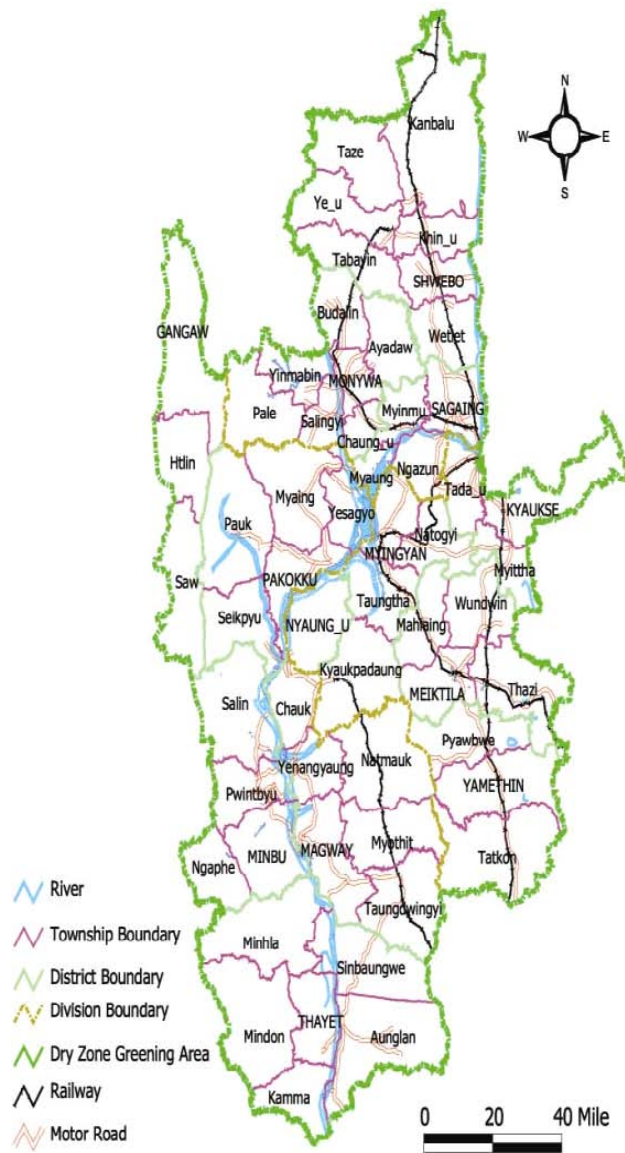 N
W E
S
Kanbalu
Taze
Ye_u
Khin_u
Tabayin
SHWEBO
Budalin
GANGAW
Wetlet
Ayadaw
Yinmabin
MONYWA
Pale
Myinmu
SAGAING
Salingyi
Chaung_u
Htlin
Myaung
Ngazun
Myaing
Tada_u
Yesagyo
KYAUKSE
Pauk
Natogyi
MYINGYAN
Myittha
Saw
PAKOKKU
Taungtha
Wundwin
Seikpyu
NYAUNG_U
Mahlaing
Kyaukpadaung
MEIKTILA
Thazi
Salin
Chauk
Pyawbwe
Natmauk
Yenangyaung
YAMETHIN
Pwintbyu
Myothit
MAGWAY
MINBU
Tatkon
Ngaphe
Taungdwingyi
Minhla
Sinbaungwe
THAYET
Mindon
Aunglan
Kamma
River
Township Boundary
District Boundary
Division Boundary
Dry Zone Greening Area
Railway
Motor Road
0 20 40 Mile